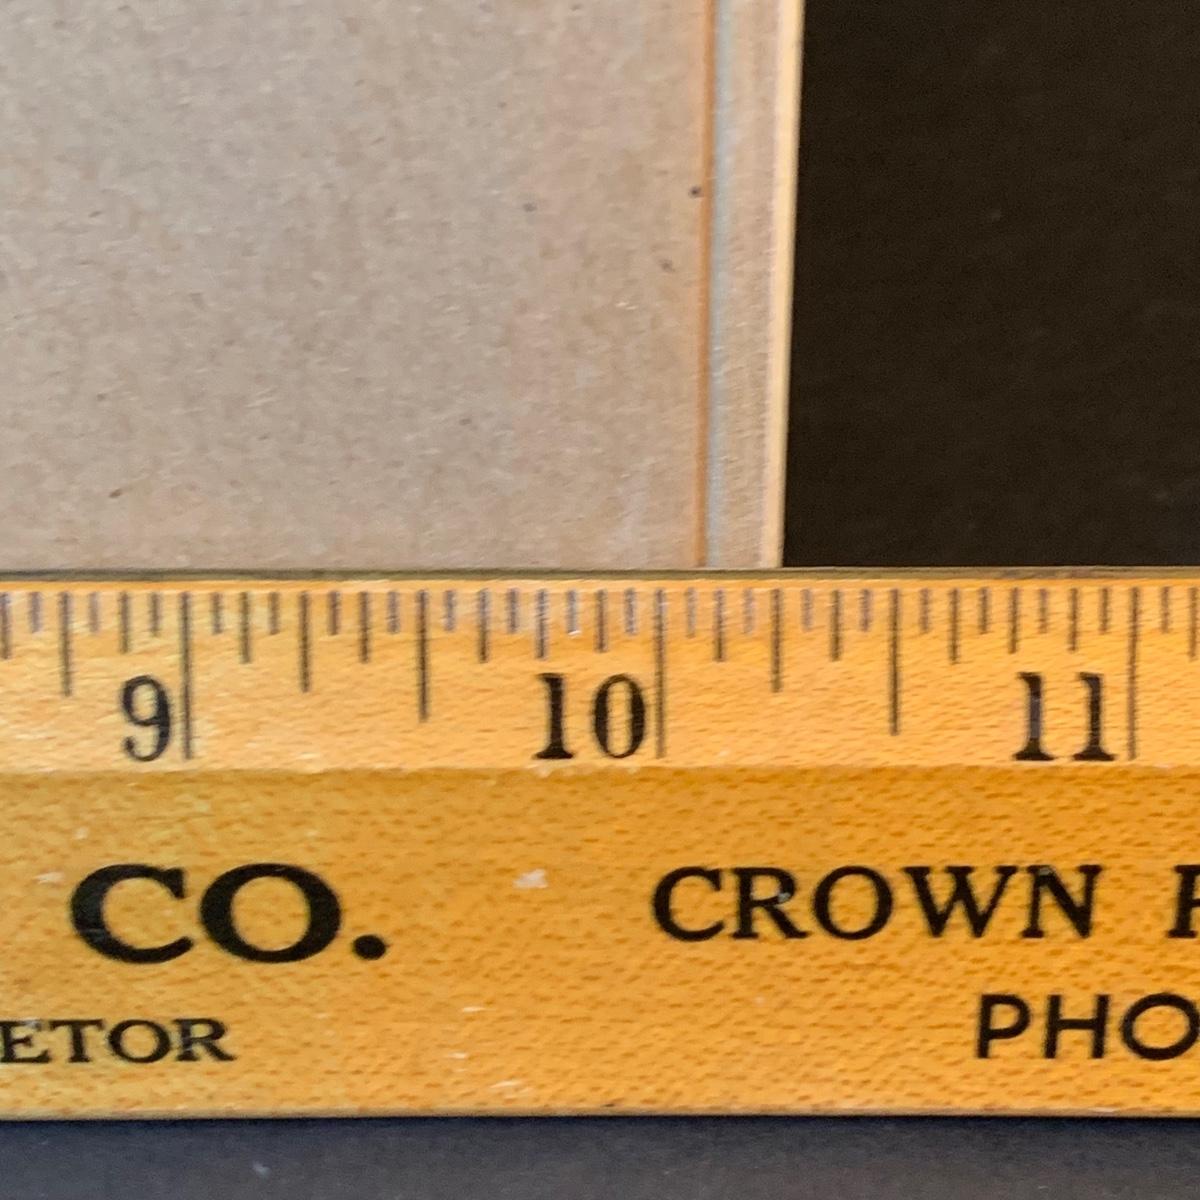 9 10 11
CO. CROWN
ETOR PHO